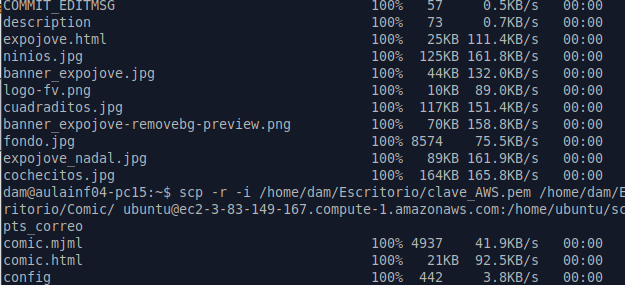 COMMIT_EDITMSG 100% 57 0.5KB/s 00:00
description 100% 73 0.7KB/s 00:00
expojove.html 100% 25KB 111.4KB/s 00:00
ninios.jpg 100% 125KB 161.8KB/s 00:00
banner_expojove.jpg 100% 44KB 132.0KB/s 00:00
logo-fv.png 100% 10KB 89.0KB/s 00:00
cuadraditos.jpg 100% 117KB 151.4KB/s 00:00
banner_expojove-removebg-preview.png 100% 70KB 158.8KB/s 00:00
fondo.jpg 100% 8574 75.5KB/s 00:00
expojove_nadal.jpg 100% 89KB 161.9KB/s 00:00
cochecitos.jpg 100% 164KB 165.8KB/s 00:00
dam@aulainf04-pc15:~$ scp -r -i /home/dam/Escritorio/clave_AWS.pem /home/dam/E
ritorio/Comic/ ubuntu@ec2-3-83-149-167.compute-1.amazonaws.com:/home/ubuntu/sc
pts_correo
comic.mjml 100% 4937 41.9KB/s 00:00
comic.html 100% 21KB 92.5KB/s 00:00
config 100% 442 3.8KB/s 00:00